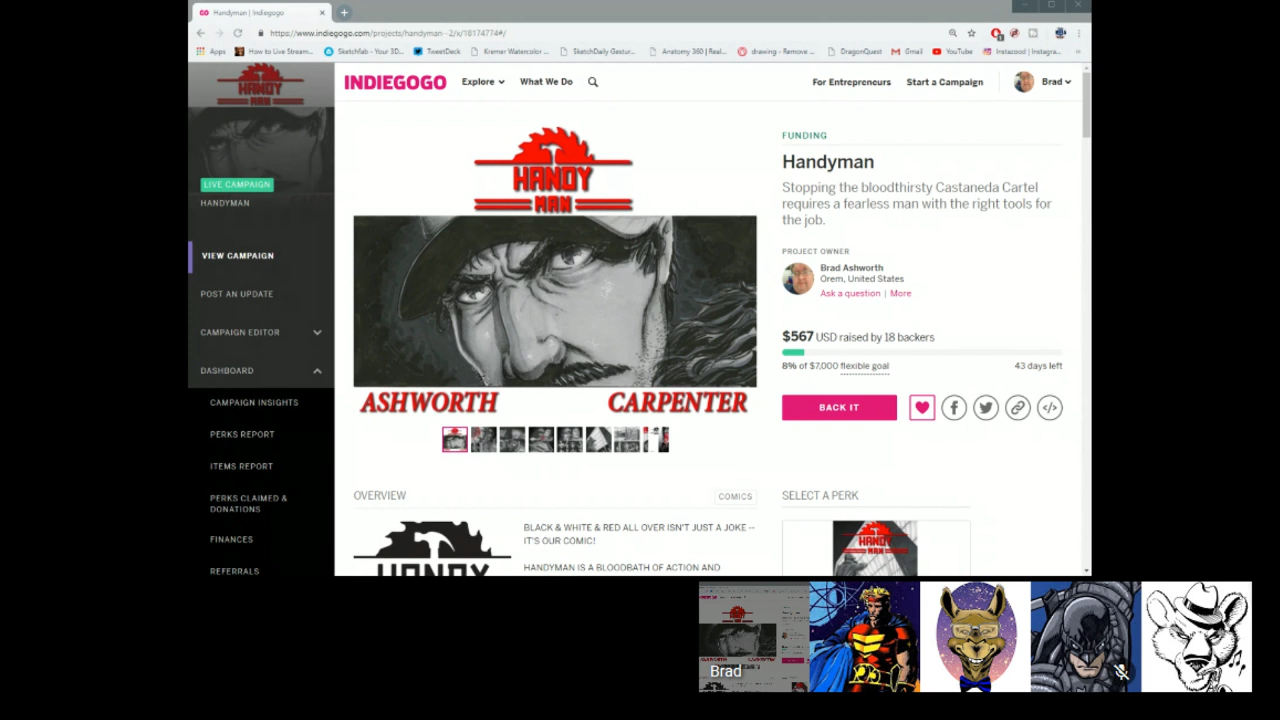 GO Handyman | Indiegogo
https://www.indiegogo.com/projects/handyman--2/x/18174774#/
Apps
How to Live Stream...
Sketchfab - Your 3D...
TweetDeck
Kremer Watercolor ...
SketchDaily Gestur...
Anatomy 360 | Real...
drawing - Remove ...
DragonQuest
Gmail
YouTube
Instazood | Instagra...
HANDY
MAN
LIVE CAMPAIGN
HANDYMAN
VIEW CAMPAIGN
POST AN UPDATE
CAMPAIGN EDITOR
DASHBOARD
CAMPAIGN INSIGHTS
PERKS REPORT
ITEMS REPORT
PERKS CLAIMED &
DONATIONS
FINANCES
REFERRALS
INDIEGOGO
Explore
What We Do
For Entrepreneurs
Start a Campaign
Brad
HANDY
MAN
ASHWORTH
CARPENTER
FUNDING
Handyman
Stopping the bloodthirsty Castaneda Cartel
requires a fearless man with the right tools for
the job.
PROJECT OWNER
Brad Ashworth
Orem, United States
Ask a question | More
$567 USD raised by 18 backers
8% of $7,000 flexible goal
43 days left
BACK IT
OVERVIEW
COMICS
SELECT A PERK
BLACK & WHITE & RED ALL OVER ISN'T JUST A JOKE --
IT'S OUR COMIC!
HANDYMAN IS A BLOODBATH OF ACTION AND
HANDY
HANDY
MAN
Brad